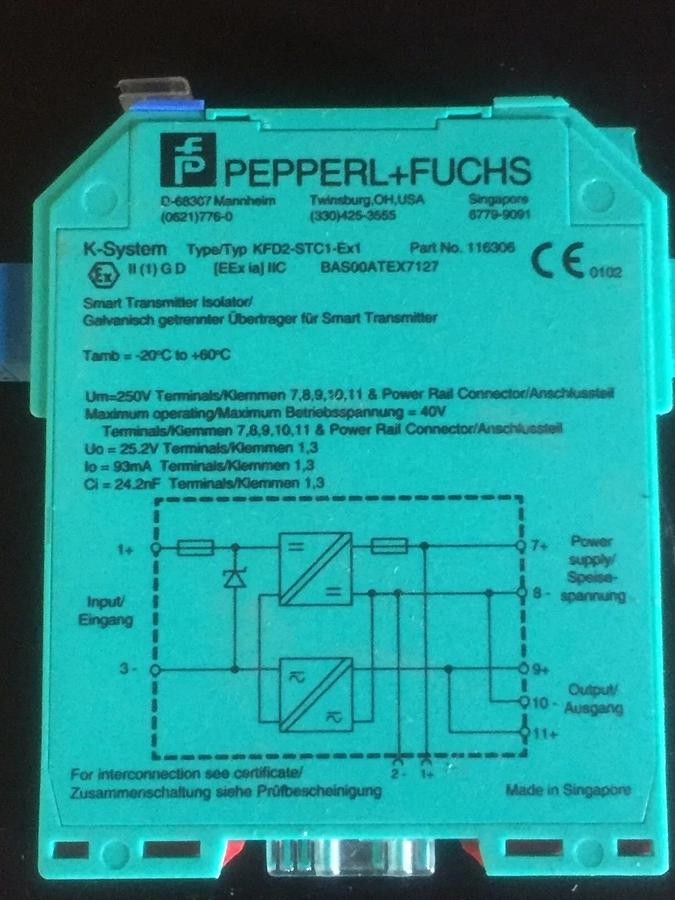 PEPPERL+FUCHS
D-68307 Mannheim Twinsburg,OH,USA Singapore
(0621)776-0 (330)425-3555 6779-9091
K-System Type/Typ KFD2-STC1-Ex1 Part No. 116306
Ex II (1) G D [EEx ia] IIC BAS00ATEX7127 CE 0102
Smart Transmitter Isolator/
Galvanisch getrennter Übertrager für Smart Transmitter
Tamb = -20°C to +60°C
Um=250V Terminals/Klemmen 7,8,9,10,11 & Power Rail Connector/Anschlussteil
Maximum operating/Maximum Betriebsspannung = 40V
Terminals/Klemmen 7,8,9,10,11 & Power Rail Connector/Anschlussteil
Uo = 25.2V Terminals/Klemmen 1,3
Io = 93mA Terminals/Klemmen 1,3
Ci = 24.2nF Terminals/Klemmen 1,3
1+
Input/
Eingang
3 -
7+
Power
supply/
8 -
Speise-
spannung
9+
10 -
Output/
Ausgang
11+
2 - 1+
For interconnection see certificate/
Zusammenschaltung siehe Prüfbescheinigung
Made in Singapore